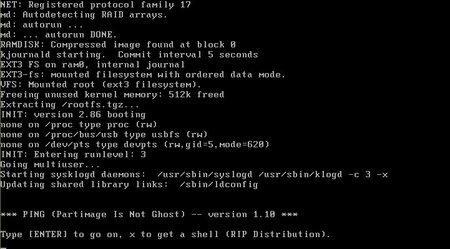 NET: Registered protocol family 17
md: Autodetecting RAID arrays.
md: autorun ...
md: ... autorun DONE.
RAMDISK: Compressed image found at block 0
kjournald starting.  Commit interval 5 seconds
EXT3 FS on ram0, internal journal
EXT3-fs: mounted filesystem with ordered data mode.
VFS: Mounted root (ext3 filesystem).
Freeing unused kernel memory: 512k freed
Extracting /rootfs.tgz...
INIT: version 2.86 booting
none on /proc type proc (rw)
none on /proc/bus/usb type usbfs (rw)
none on /dev/pts type devpts (rw,gid=5,mode=620)
INIT: Entering runlevel: 3
Going multiuser...
Starting sysklogd daemons:  /usr/sbin/syslogd /usr/sbin/klogd -c 3 -x
Updating shared library links:  /sbin/ldconfig
*** PING (Partimage Is Not Ghost) -- version 1.10 ***
Type [ENTER] to go on, x to get a shell (RIP Distribution).